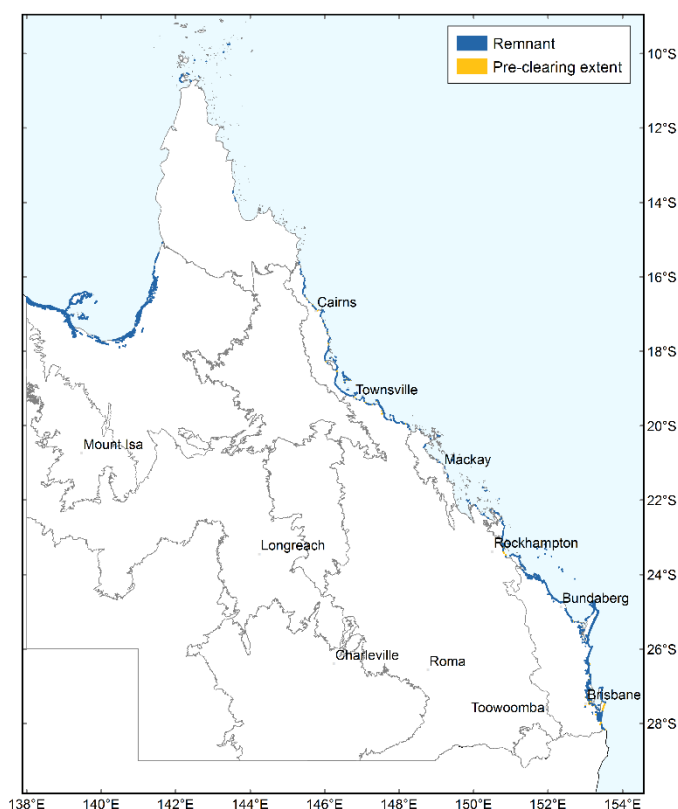 Remnant
Pre-clearing extent
10°S
12°S
14°S
16°S
Cairns
18°S
Townsville
20°S
Mount Isa
Mackay
22°S
Longreach
Rockhampton
24°S
Bundaberg
Charleville
Roma
26°S
Toowoomba
Brisbane
28°S
138°E
140°E
142°E
144°E
146°E
148°E
150°E
152°E
154°E